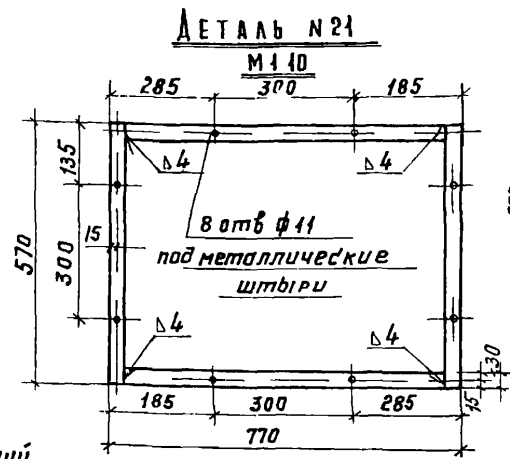 ДЕТАЛЬ N21
М 1 10
285 300 185
135
Δ4 Δ4
8 отв ф11
под металлические
штыри
15
570
300
Δ4 Δ4
30
15
185 300 285
770